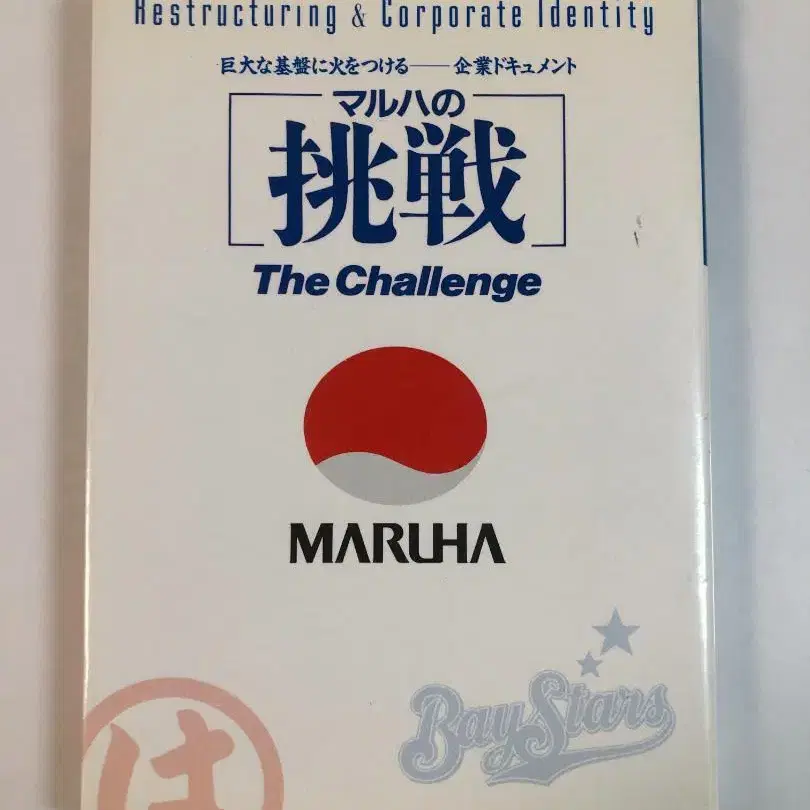 Restructuring & Corporate Identity
巨大な基盤に火をつける——企業ドキュメント
マルハの
挑戦
The Challenge
MARUHA
BayStars
は